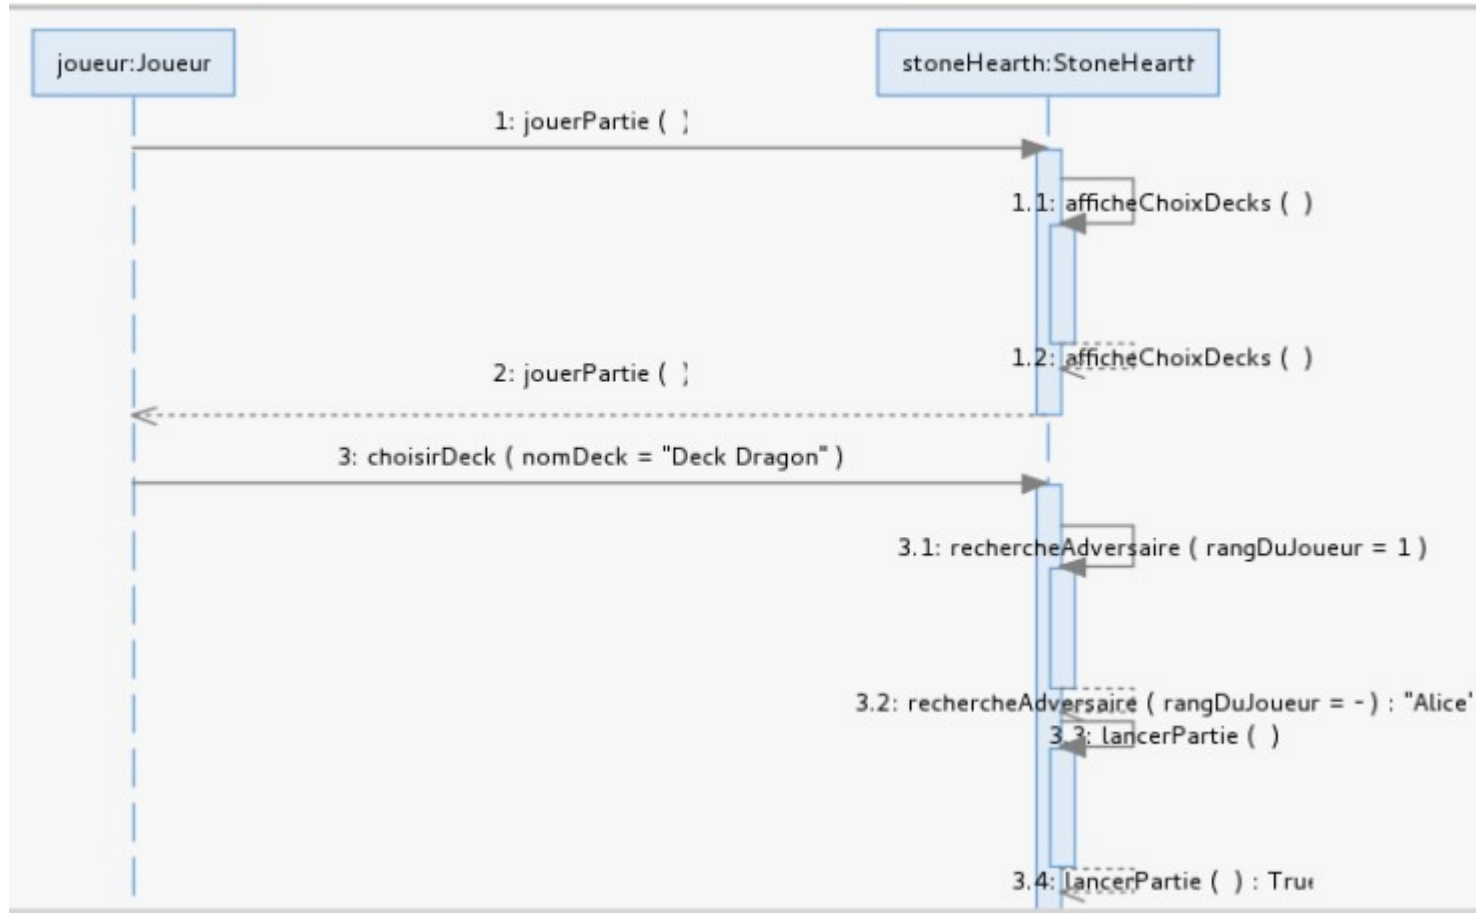 joueur:Joueur
stoneHearth:StoneHearth
1: jouerPartie ( )
1.1: afficheChoixDecks ( )
1.2: afficheChoixDecks ( )
2: jouerPartie ( )
3: choisirDeck ( nomDeck = "Deck Dragon" )
3.1: rechercheAdversaire ( rangDuJoueur = 1 )
3.2: rechercheAdversaire ( rangDuJoueur = - ) : "Alice"
3.3: lancerPartie ( )
3.4: lancerPartie ( ) : True